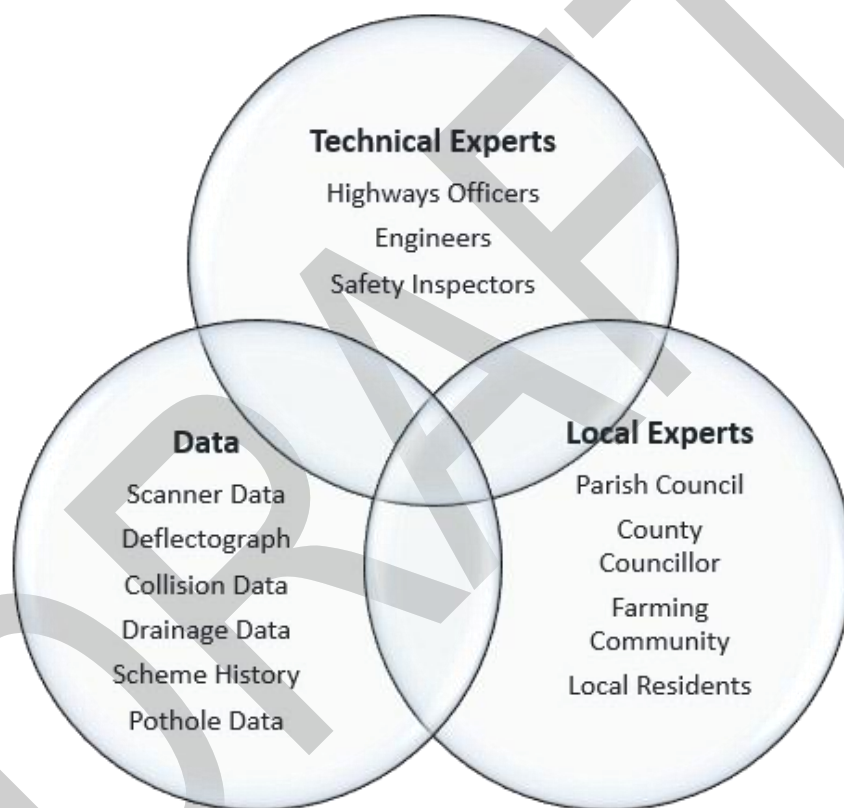 Technical Experts
Highways Officers
Engineers
Safety Inspectors
Data
Scanner Data
Deflectograph
Collision Data
Drainage Data
Scheme History
Pothole Data
Local Experts
Parish Council
County
Councillor
Farming
Community
Local Residents
DRAFT